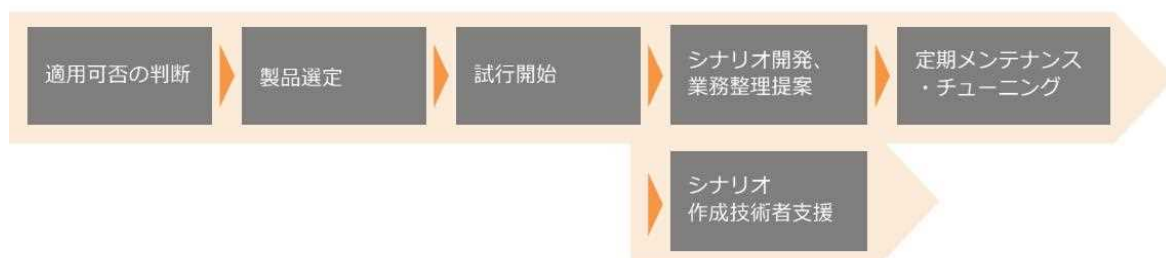 適用可否の判断
製品選定
試行開始
シナリオ開発、
業務整理提案
定期メンテナンス
・チューニング
シナリオ
作成技術者支援